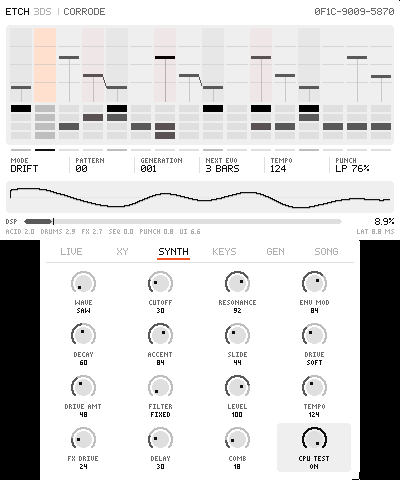 ETCH 3DS | CORRODE 0F1C-9009-5870
MODE PATTERN GENERATION NEXT EVO TEMPO PUNCH
DRIFT 00 001 3 BARS 124 LP 76%
DSP 8.9%
ACID 2.0 DRUMS 2.9 FX 2.7 SEQ 0.0 PUNCH 0.8 UI 6.6 LAT 8.8 MS
LIVE XY SYNTH KEYS GEN SONG
WAVE CUTOFF RESONANCE ENV MOD
SAW 30 92 84
DECAY ACCENT SLIDE DRIVE
60 84 44 SOFT
DRIVE AMT FILTER LEVEL TEMPO
48 FIXED 100 124
FX DRIVE DELAY COMB CPU TEST
24 30 18 ON